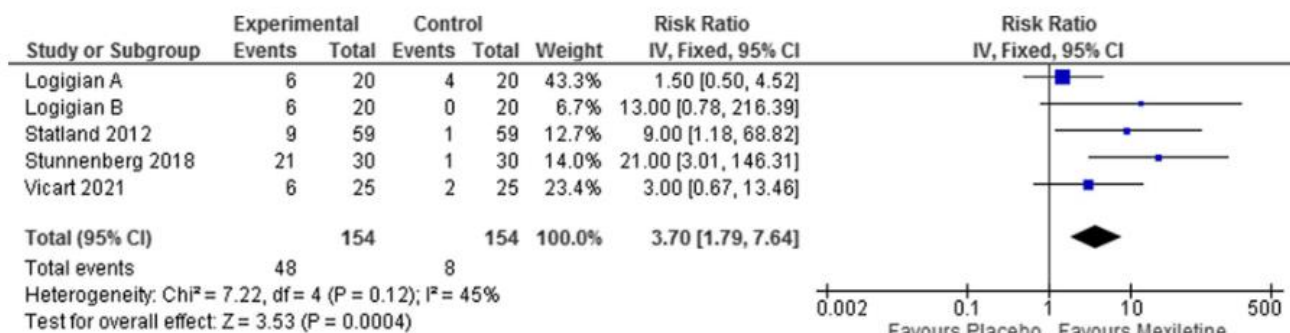 Experimental Control Risk Ratio Risk Ratio
Study or Subgroup Events Total Events Total Weight IV, Fixed, 95% CI IV, Fixed, 95% CI
Logigian A 6 20 4 20 43.3% 1.50 [0.50, 4.52]
Logigian B 6 20 0 20 6.7% 13.00 [0.78, 216.39]
Statland 2012 9 59 1 59 12.7% 9.00 [1.18, 68.82]
Stunnenberg 2018 21 30 1 30 14.0% 21.00 [3.01, 146.31]
Vicart 2021 6 25 2 25 23.4% 3.00 [0.67, 13.46]
Total (95% CI) 154 154 100.0% 3.70 [1.79, 7.64]
Total events 48 8
Heterogeneity: Chi² = 7.22, df = 4 (P = 0.12); I² = 45%
Test for overall effect: Z = 3.53 (P = 0.0004)
0.002 0.1 1 10 500
Favours Placebo Favours Mexiletine